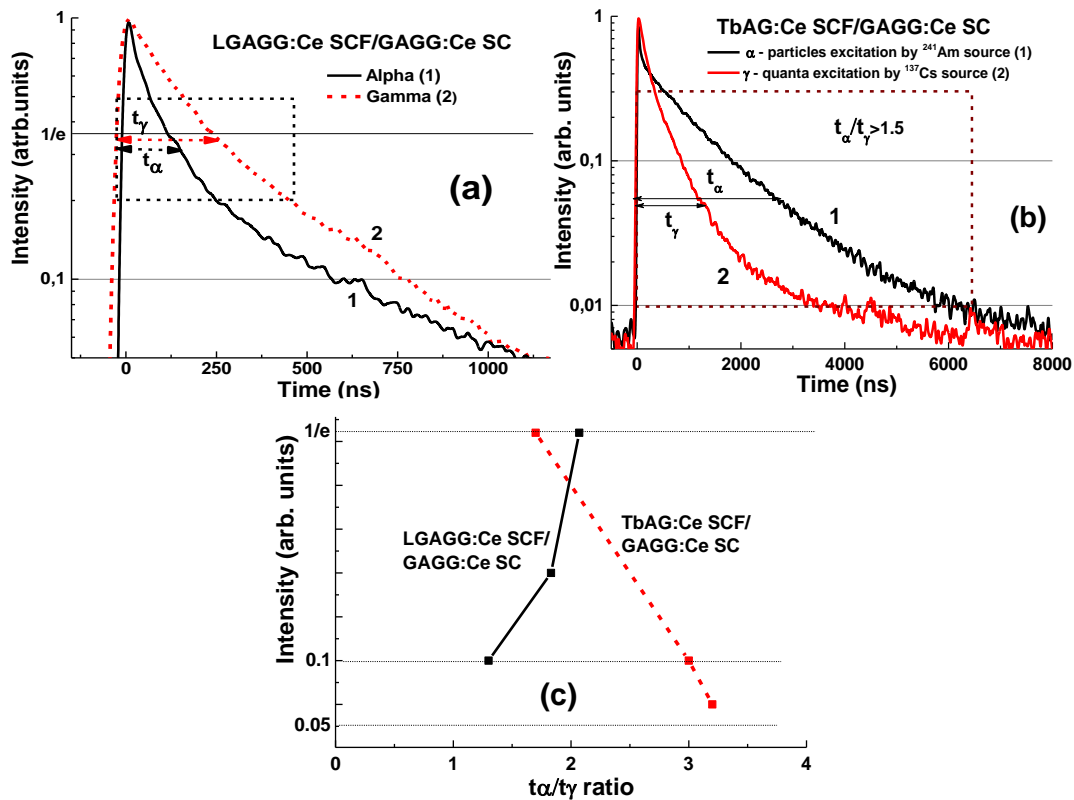 LGAGG:Ce SCF/GAGG:Ce SC
Alpha (1)
Gamma (2)
1
1/e
0,1
Intensity (atrb.units)
tγ
tα
(a)
2
1
0 250 500 750 1000
Time (ns)
TbAG:Ce SCF/GAGG:Ce SC
α - particles excitation by ²⁴¹Am source (1)
γ - quanta excitation by ¹³⁷Cs source (2)
tα/tγ>1.5
1
0,1
0,01
Intensity (arb. units)
tα
tγ
1
2
(b)
0 2000 4000 6000 8000
Time (ns)
1/e
0.1
0.05
Intensity (arb. units)
LGAGG:Ce SCF/
GAGG:Ce SC
TbAG:Ce SCF/
GAGG:Ce SC
(c)
0 1 2 3 4
tα/tγ ratio